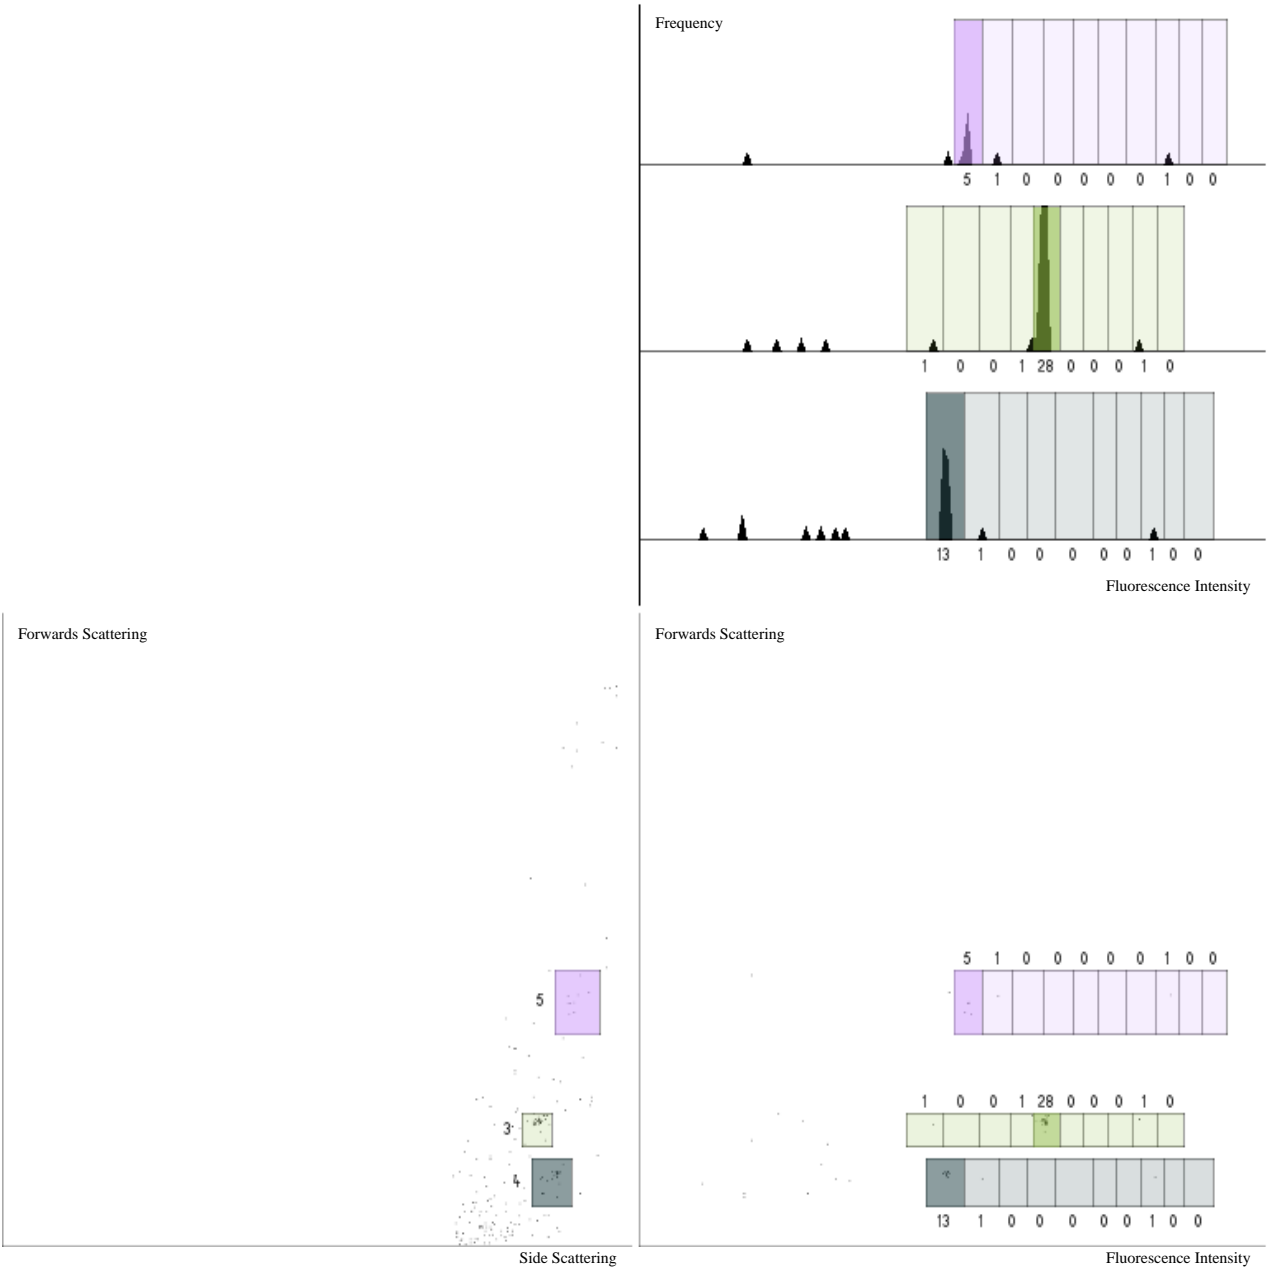 Frequency
5 1 0 0 0 0 0 1 0 0
1 0 0 1 28 0 0 0 1 0
13 1 0 0 0 0 0 1 0 0
Fluorescence Intensity
Forwards Scattering
5
3
4
Side Scattering
Forwards Scattering
5 1 0 0 0 0 0 1 0 0
1 0 0 1 28 0 0 0 1 0
13 1 0 0 0 0 0 1 0 0
Fluorescence Intensity